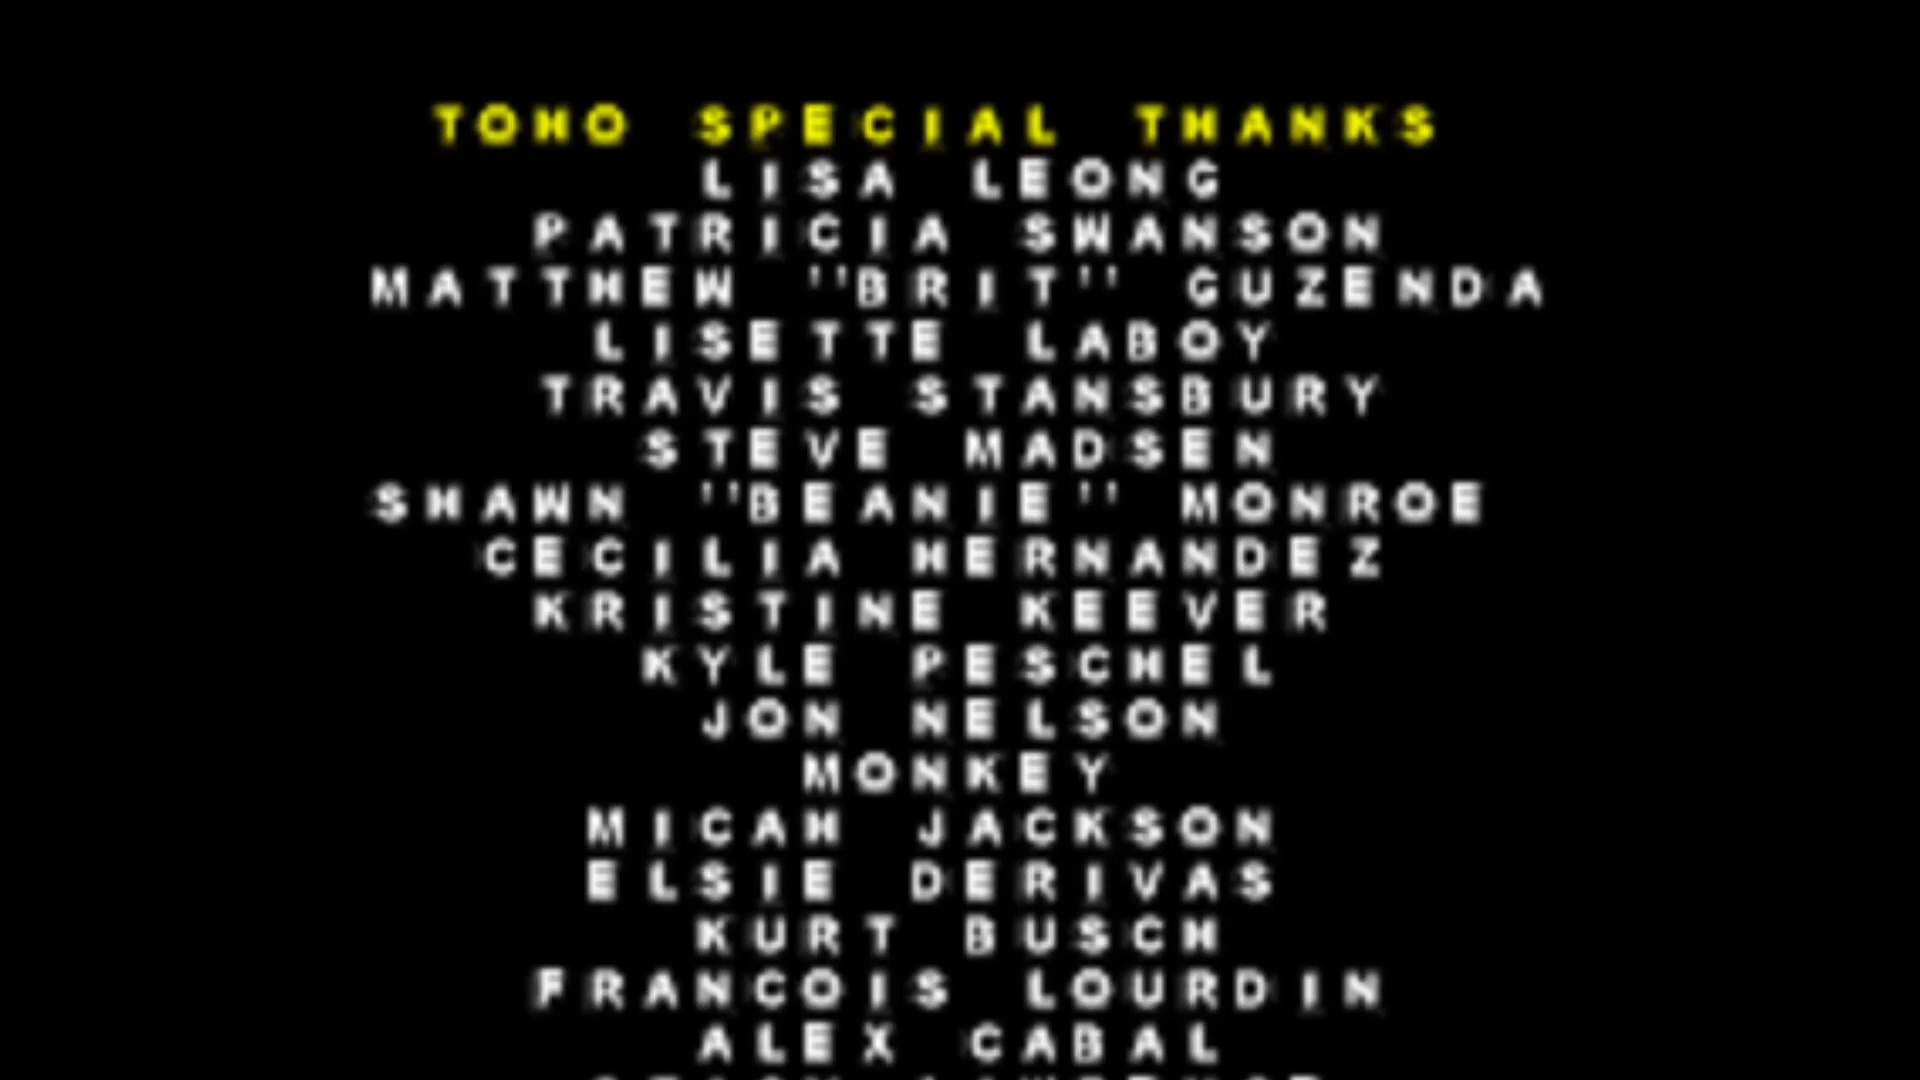 TOHO SPECIAL THANKS
LISA LEONG
PATRICIA SWANSON
MATTHEW "BRIT" GUZENDA
LISETTE LABOY
TRAVIS STANSBURY
STEVE MADSEN
SHAWN "BEANIE" MONROE
CECILIA HERNANDEZ
KRISTINE KEEVER
KYLE PESCHEL
JON NELSON
MONKEY
MICAH JACKSON
ELSIE DERIVAS
KURT BUSCH
FRANCOIS LOURDIN
ALEX CABAL